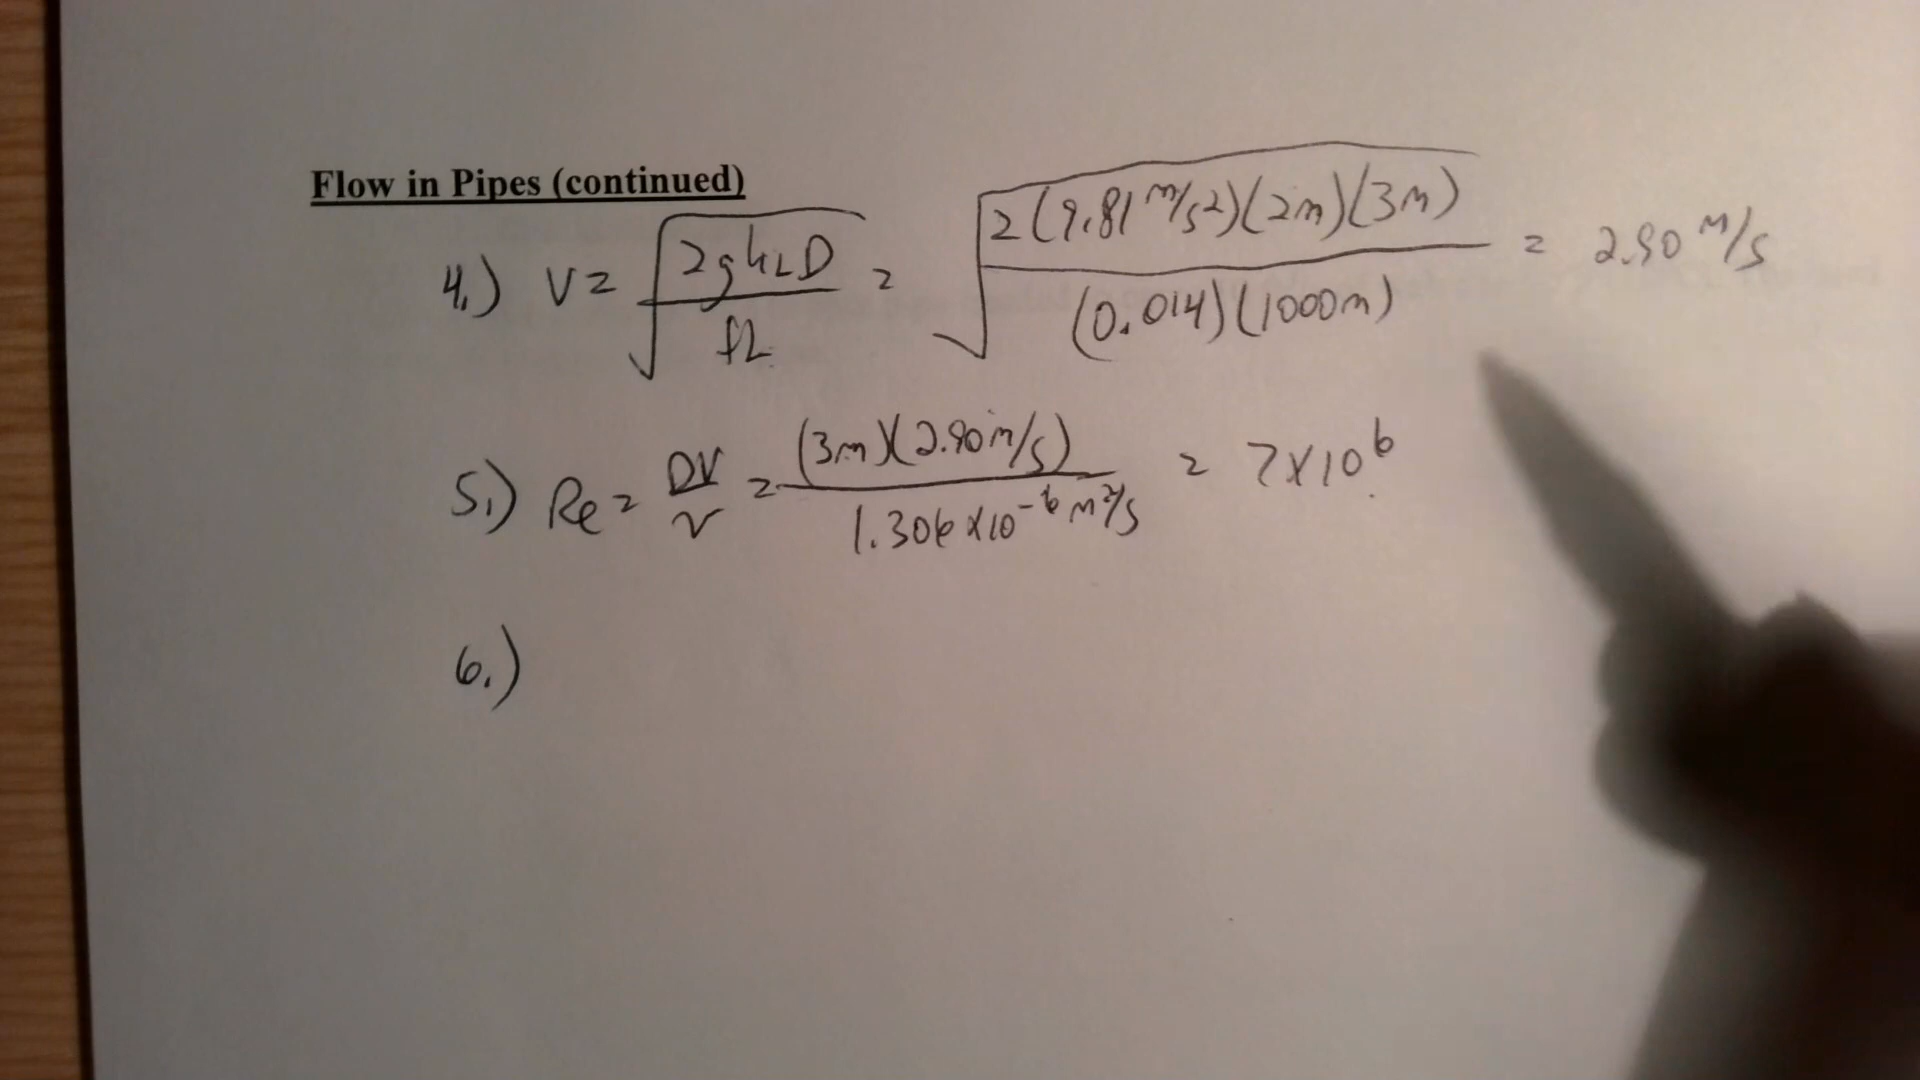 Flow in Pipes (continued)
4.) V = √(2ghLD / fL) = √(2(9.81 m/s²)(2m)(3m) / (0.014)(1000m)) = 2.90 m/s
5.) Re = DV / ν = (3m)(2.90 m/s) / 1.306 x 10⁻⁶ m²/s = 7 x 10⁶
6.)